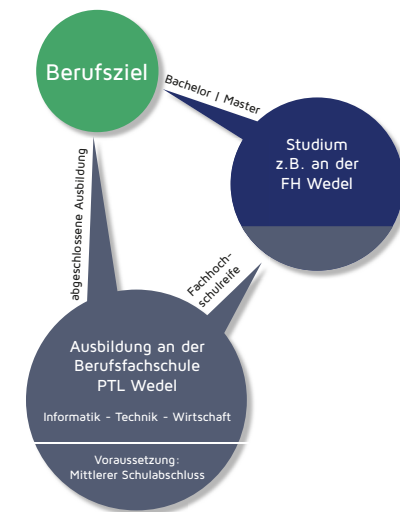 Berufsziel
Bachelor | Master
Studium
z.B. an der
FH Wedel
abgeschlossene Ausbildung
Fachhoch-
schulreife
Ausbildung an der
Berufsfachschule
PTL Wedel
Informatik - Technik - Wirtschaft
Voraussetzung:
Mittlerer Schulabschluss